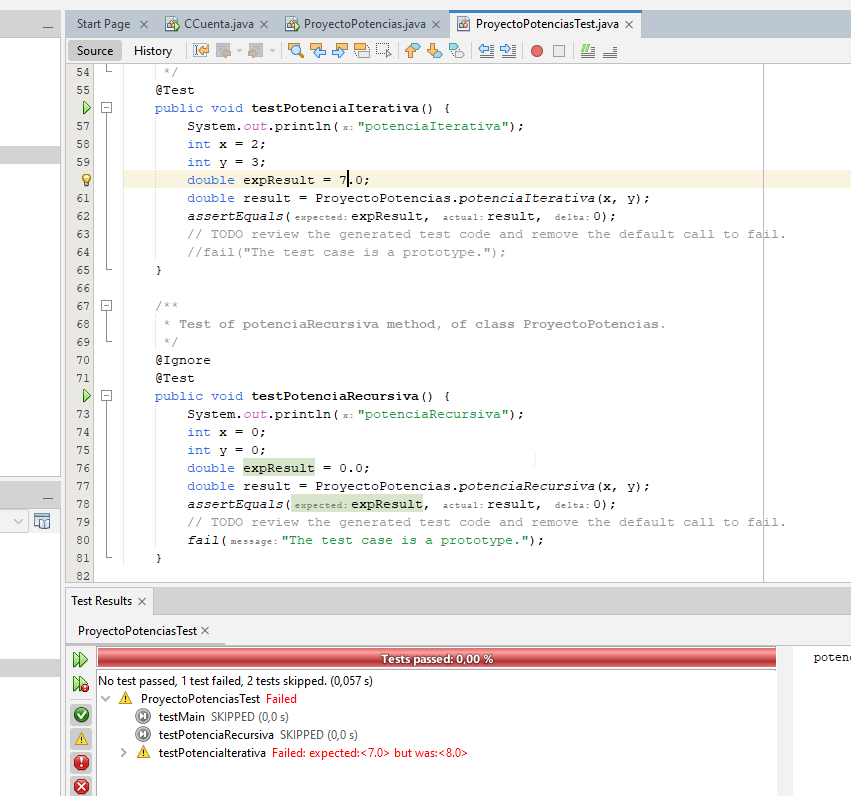 Start Page CCuenta.java ProyectoPotencias.java ProyectoPotenciasTest.java
Source History
54 */
55 @Test
public void testPotenciaIterativa() {
57 System.out.println(x:"potenciaIterativa");
58 int x = 2;
59 int y = 3;
double expResult = 7.0;
61 double result = ProyectoPotencias.potenciaIterativa(x, y);
62 assertEquals(expected:expResult, actual:result, delta:0);
63 // TODO review the generated test code and remove the default call to fail.
64 //fail("The test case is a prototype.");
65 }
66
67 /**
68 * Test of potenciaRecursiva method, of class ProyectoPotencias.
69 */
70 @Ignore
71 @Test
public void testPotenciaRecursiva() {
73 System.out.println(x:"potenciaRecursiva");
74 int x = 0;
75 int y = 0;
76 double expResult = 0.0;
77 double result = ProyectoPotencias.potenciaRecursiva(x, y);
78 assertEquals(expected:expResult, actual:result, delta:0);
79 // TODO review the generated test code and remove the default call to fail.
80 fail(message:"The test case is a prototype.");
81 }
82
Test Results
ProyectoPotenciasTest
Tests passed: 0,00 %
poten
No test passed, 1 test failed, 2 tests skipped. (0,057 s)
ProyectoPotenciasTest Failed
testMain SKIPPED (0,0 s)
testPotenciaRecursiva SKIPPED (0,0 s)
testPotenciaIterativa Failed: expected:<7.0> but was:<8.0>